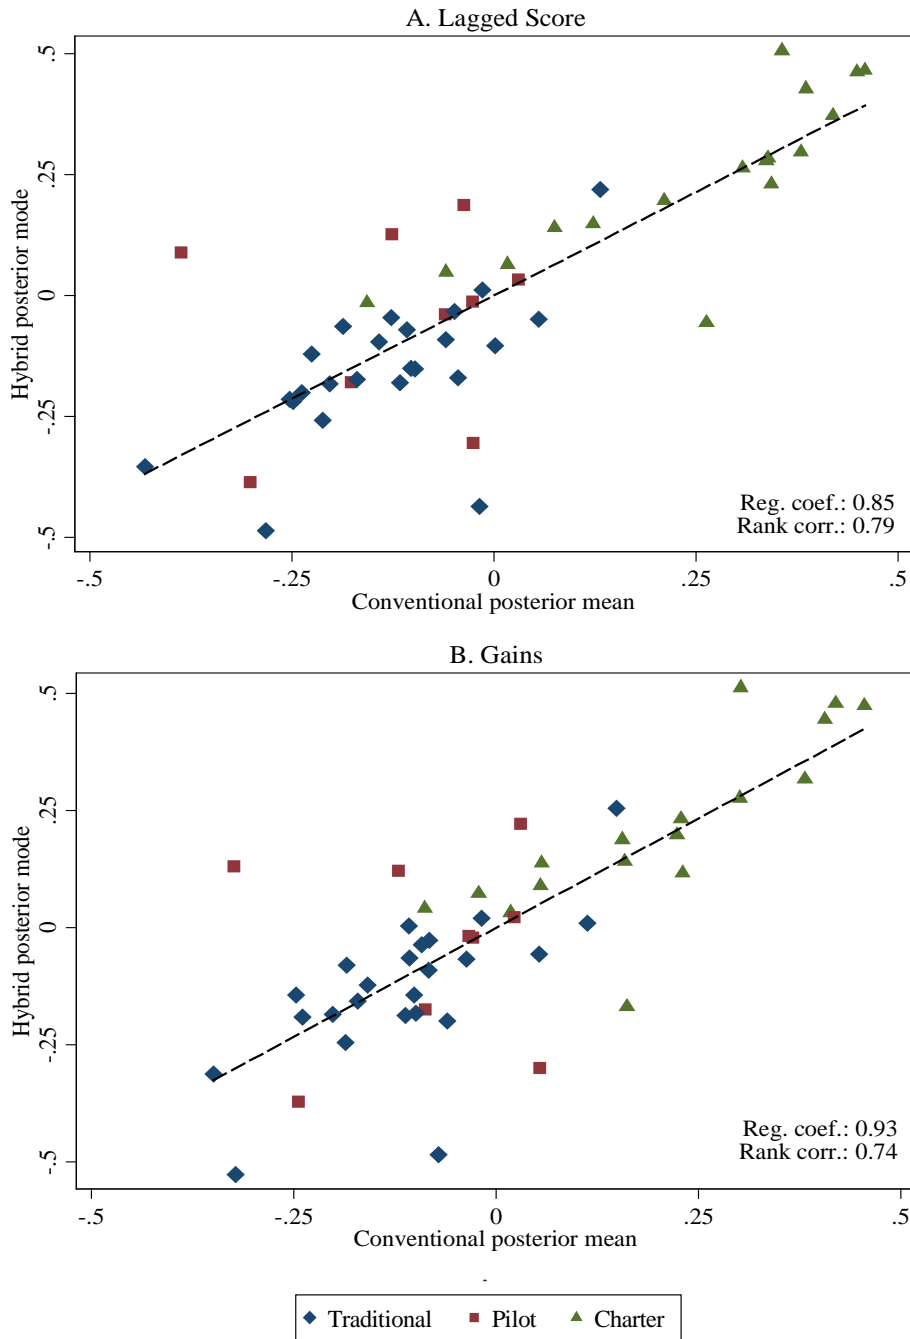 A. Lagged Score
.5
.25
0
-.25
-.5
Hybrid posterior mode
Reg. coef.: 0.85
Rank corr.: 0.79
-.5 -.25 0 .25 .5
Conventional posterior mean
B. Gains
.5
.25
0
-.25
-.5
Hybrid posterior mode
Reg. coef.: 0.93
Rank corr.: 0.74
-.5 -.25 0 .25 .5
Conventional posterior mean
Traditional Pilot Charter